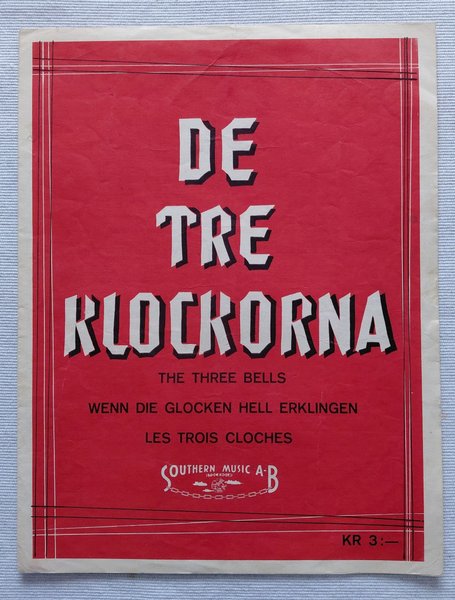 DE
TRE
KLOCKORNA
THE THREE BELLS
WENN DIE GLOCKEN HELL ERKLINGEN
LES TROIS CLOCHES
SOUTHERN MUSIC A-B
KR 3:—